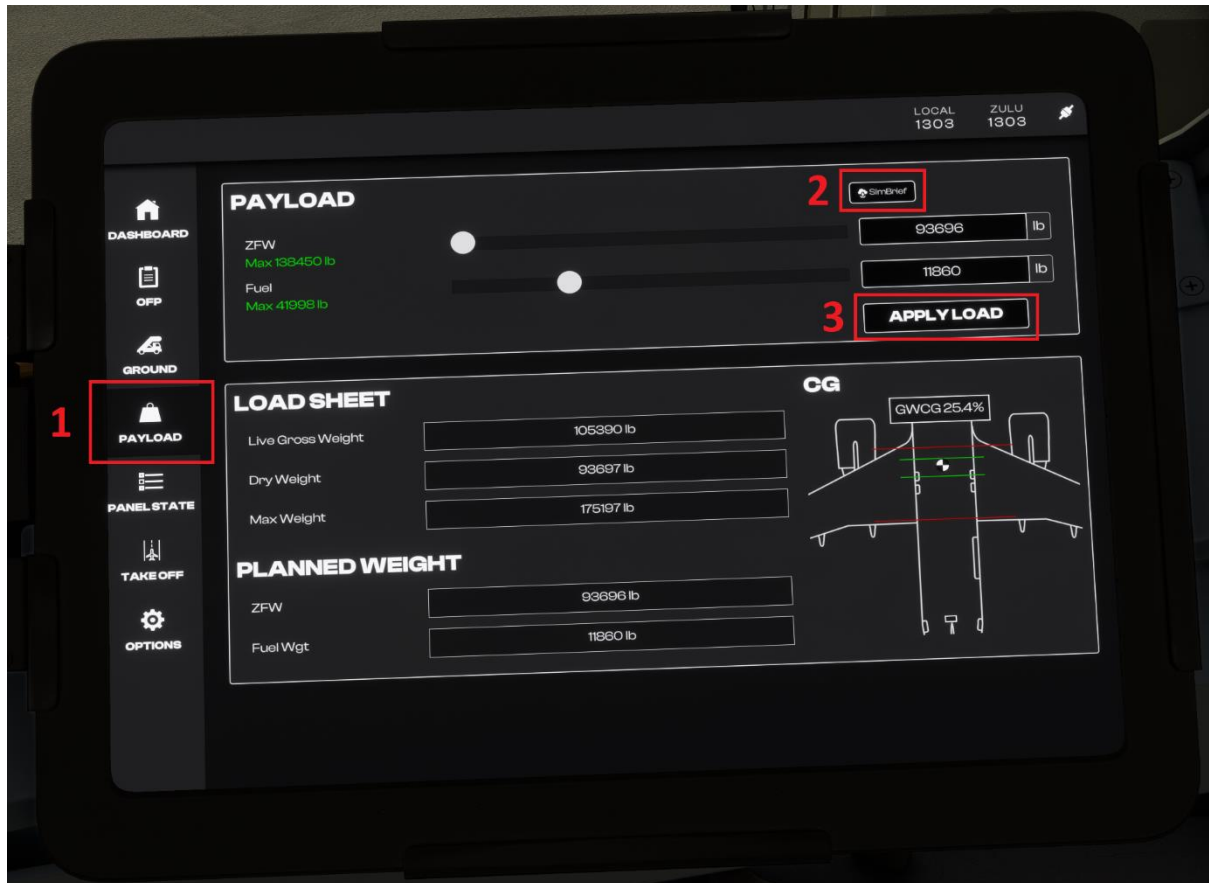 LOCAL ZULU
1303 1303
DASHBOARD
OFP
GROUND
1
PAYLOAD
PANEL STATE
TAKE OFF
OPTIONS
PAYLOAD
2
SimBrief
ZFW
Max 138450 lb
93696 lb
Fuel
Max 41998 lb
11860 lb
3
APPLY LOAD
LOAD SHEET
Live Gross Weight 105390 lb
Dry Weight 93697 lb
Max Weight 175197 lb
PLANNED WEIGHT
ZFW 93696 lb
Fuel Wgt 11860 lb
CG
GWCG 25.4%